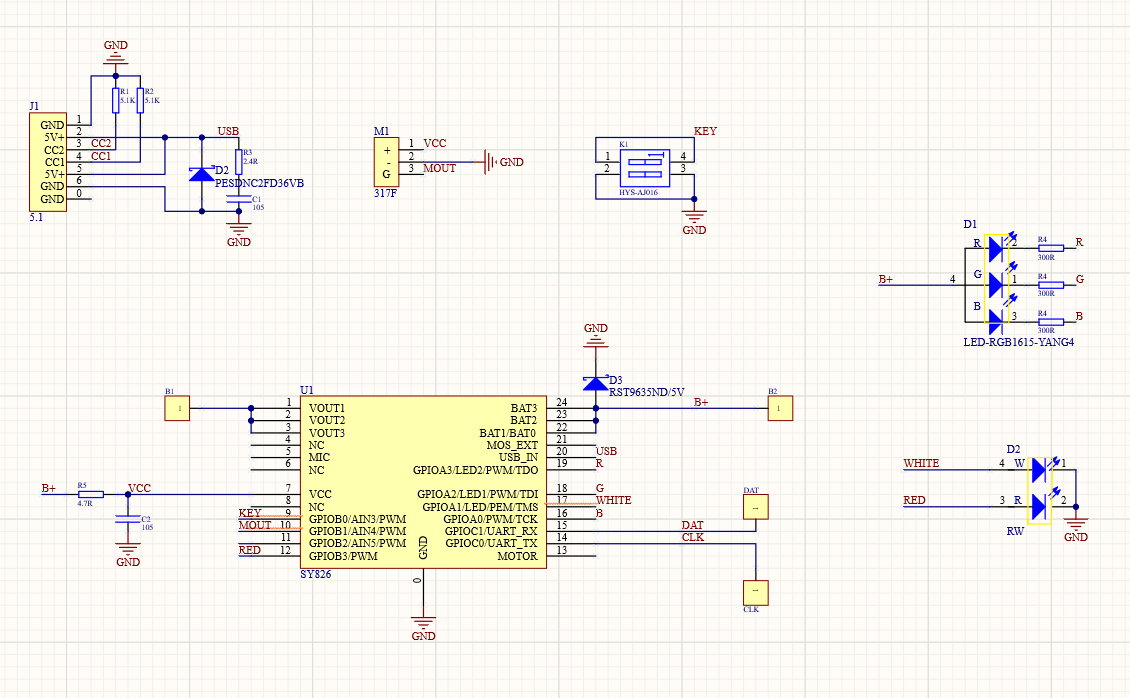 GND
R1
5.1K
R2
5.1K
J1
GND 1
5V+ 2
CC2 3 CC2
CC1 4 CC1
5V+ 5
GND 6
GND 0
5.1
USB
R3
2.4R
D2
PESDNC2FD36VB
C1
105
GND
M1
+ 1 VCC
- 2 GND
G 3 MOUT
317F
KEY
K1
1 4
2 3
HYS-AJ016
GND
D1
R 2 R4 R
300R
B+ 4 G 1 R4 G
300R
B 3 R4 B
300R
LED-RGB1615-YANG4
GND
D3
RST9635ND/5V
B1
1
B+
B2
1
U1
1 VOUT1 BAT3 24
2 VOUT2 BAT2 23
3 VOUT3 BAT1/BAT0 22
4 NC MOS_EXT 21
5 MIC USB_IN 20 USB
6 NC GPIOA3/LED2/PWM/TDO 19 R
7 VCC GPIOA2/LED1/PWM/TDI 18 G
8 NC GPIOA1/LED/PEM/TMS 17 WHITE
KEY 9 GPIOB0/AIN3/PWM GPIOA0/PWM/TCK 16 B
MOUT 10 GPIOB1/AIN4/PWM GPIOC1/UART_RX 15 DAT
11 GPIOB2/AIN5/PWM GPIOC0/UART_TX 14 CLK
RED 12 GPIOB3/PWM MOTOR 13
GND
0
SY826
GND
B+
R5
4.7R
VCC
C2
105
GND
DAT
1
1
CLK
D2
WHITE 4 W 1
RED 3 R 2
RW
GND